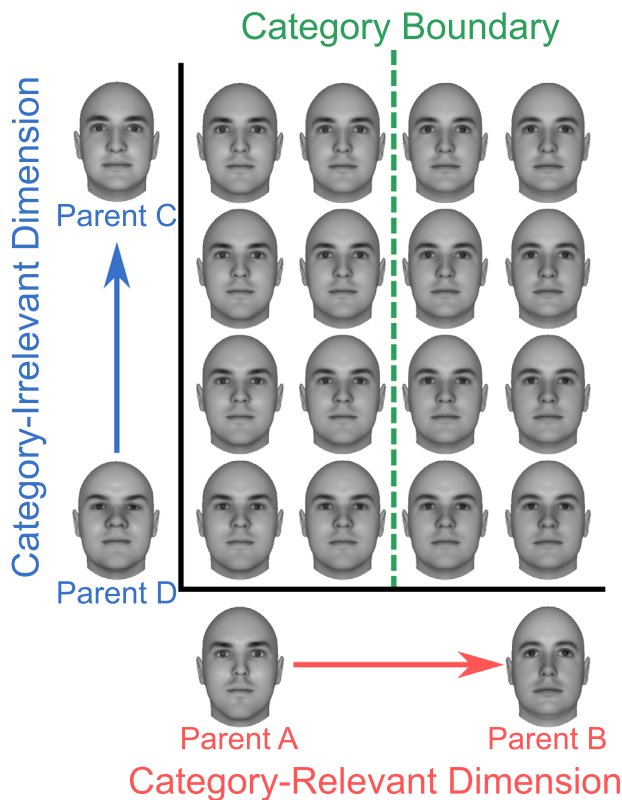 Category Boundary
Category-Irrelevant Dimension
Parent C
Parent D
Parent A
Parent B
Category-Relevant Dimension